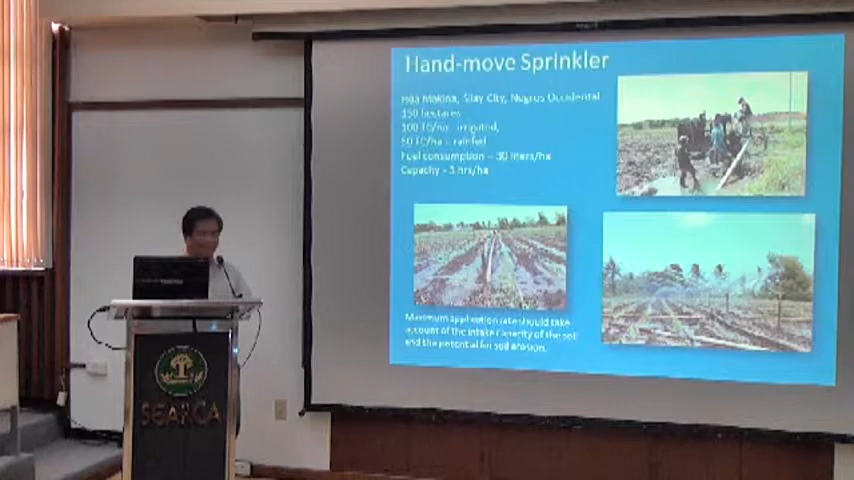 Hand-move Sprinkler
Makina, Silay City, Negros Occidental
150 hectares
100 TC/ha - irrigated,
50 TC/ha - rainfed
Fuel consumption - 30 liters/ha
Capacity - 3 hrs/ha
Maximum application rate should take
account of the intake capacity of the soil
and the potential for soil erosion.
SEARCA